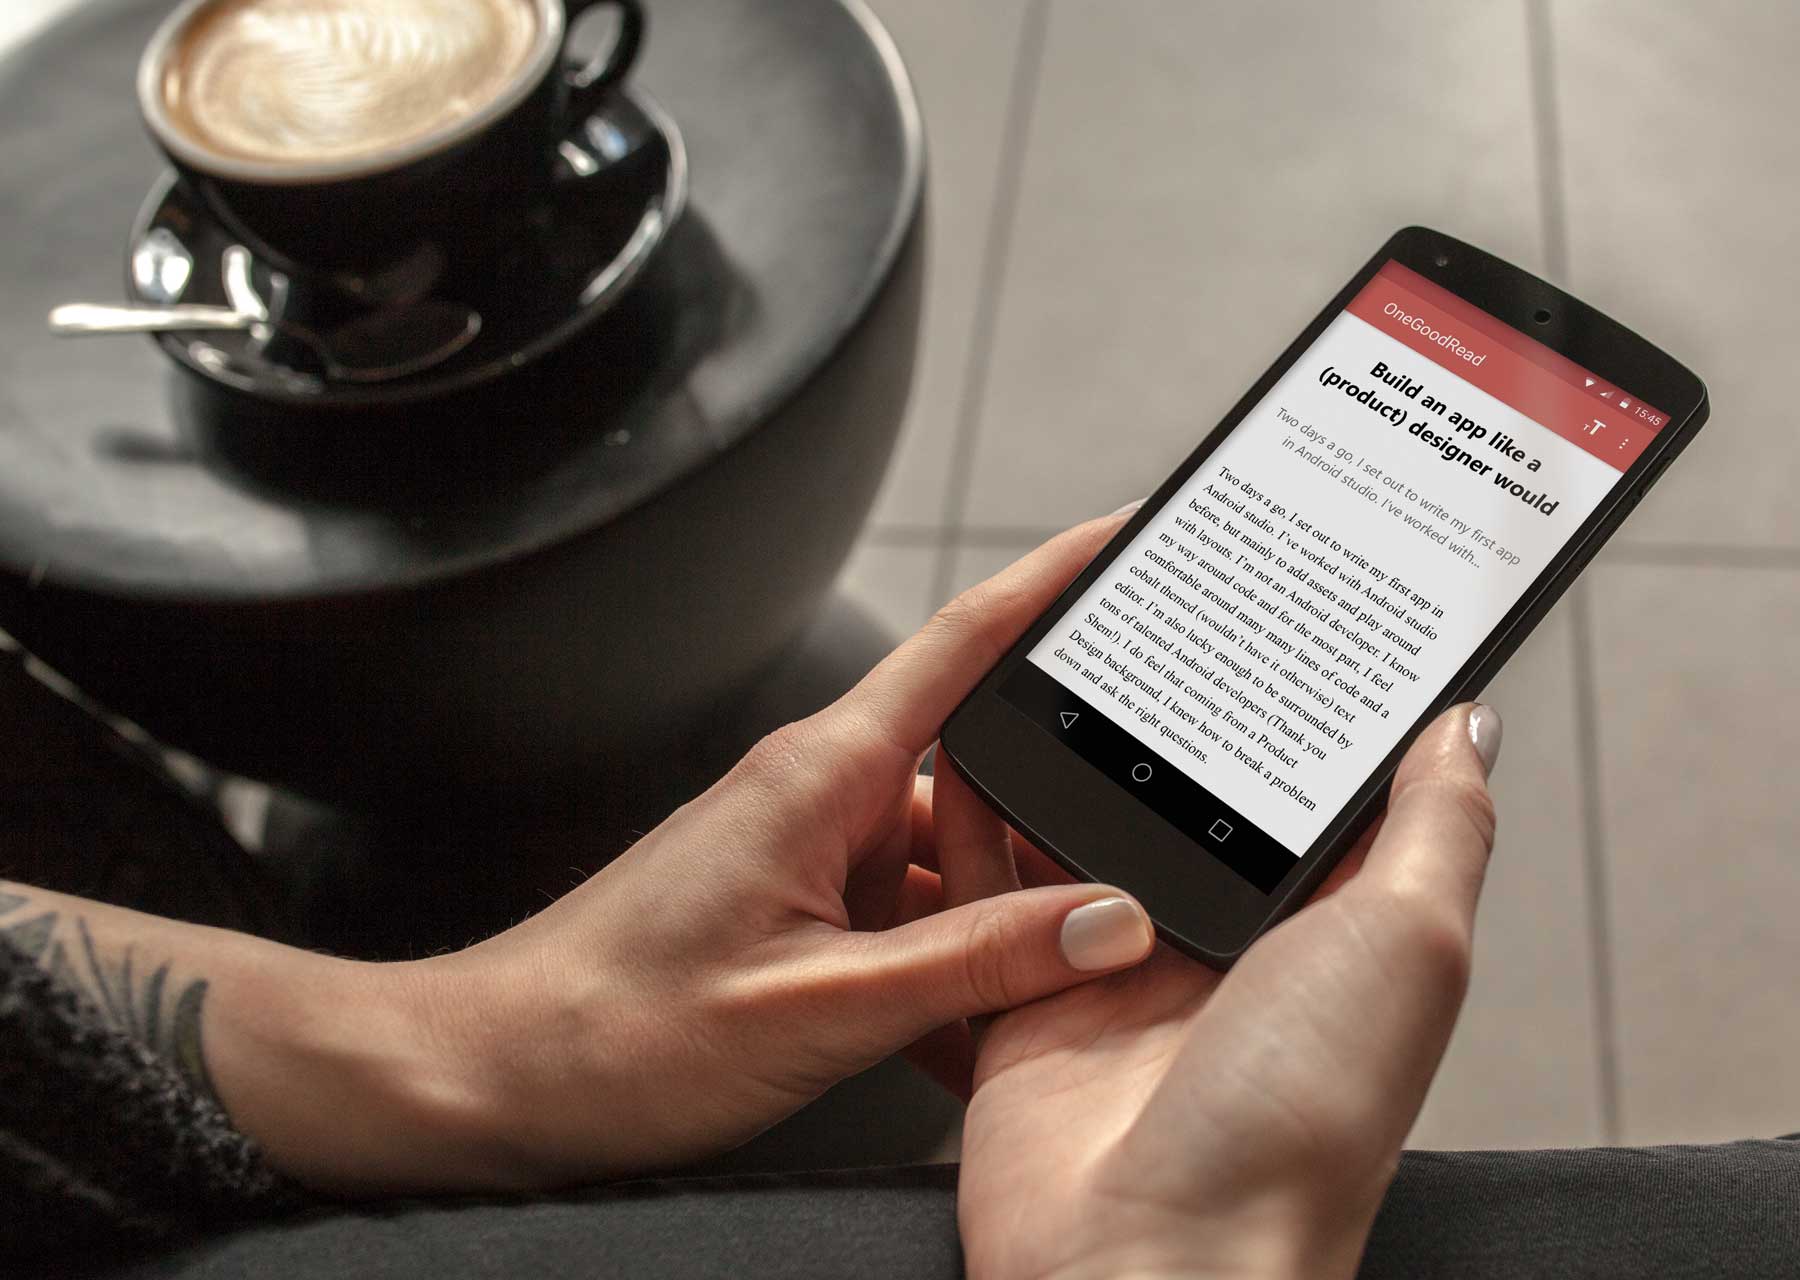 15:45
OneGoodRead
TT
Build an app like a
(product) designer would
Two days a go, I set out to write my first app
in Android studio. I've worked with...
Two days a go, I set out to write my first app in
Android studio. I've worked with Android studio
before, but mainly to add assets and play around
with layouts. I'm not an Android developer. I know
my way around code and for the most part, I feel
comfortable around many many lines of code and a
cobalt themed (wouldn't have it otherwise) text
editor. I'm also lucky enough to be surrounded by
tons of talented Android developers (Thank you
Shem!). I do feel that coming from a Product
Design background, I knew how to break a problem
down and ask the right questions.